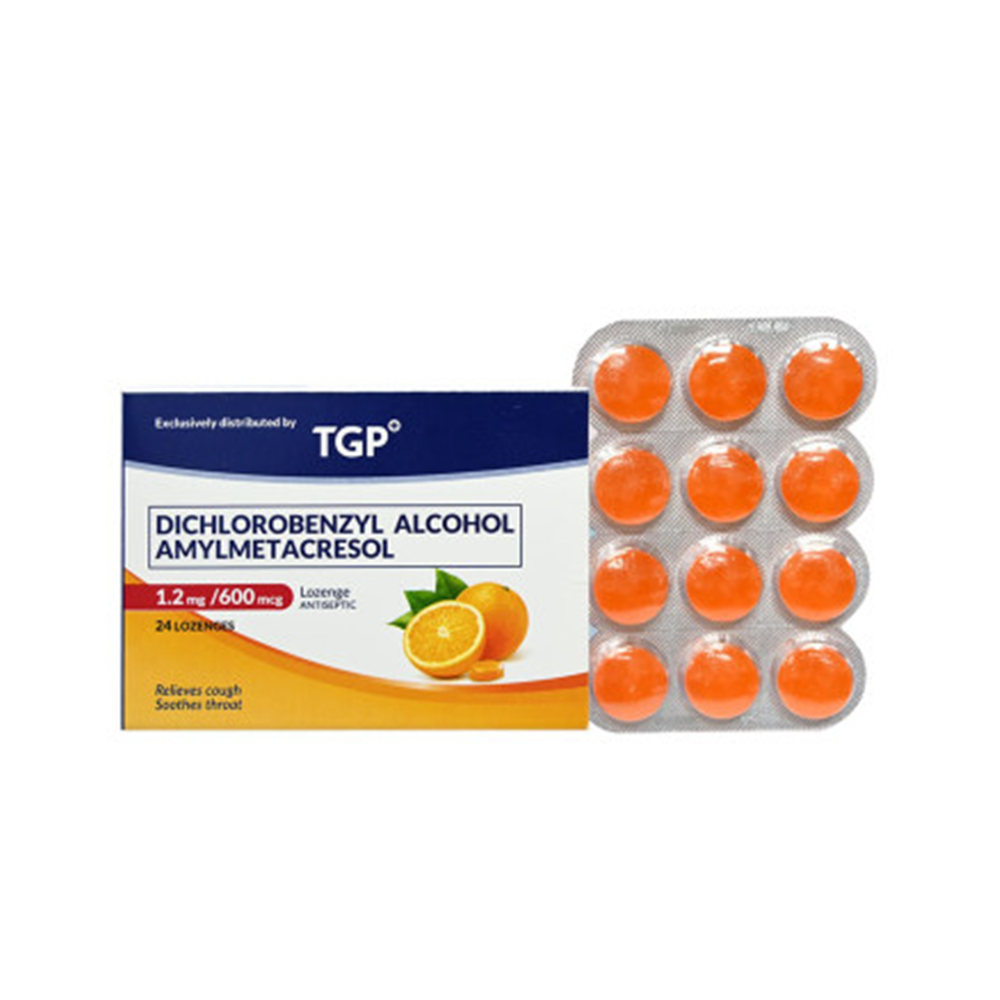 Exclusively distributed by
TGP
DICHLOROBENZYL ALCOHOL
AMYLMETACRESOL
1.2 mg /600 mcg
Lozenge
ANTISEPTIC
24 LOZENGES
Relieves cough
Soothes throat